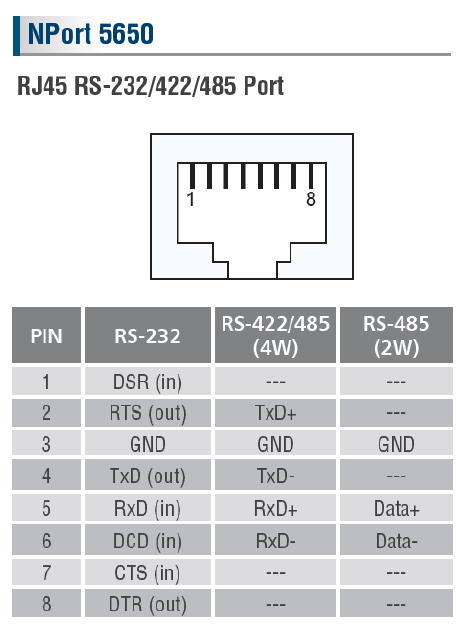 NPort 5650
RJ45 RS-232/422/485 Port
1 8
PIN RS-232 RS-422/485 (4W) RS-485 (2W)
1 DSR (in) --- ---
2 RTS (out) TxD+ ---
3 GND GND GND
4 TxD (out) TxD- ---
5 RxD (in) RxD+ Data+
6 DCD (in) RxD- Data-
7 CTS (in) --- ---
8 DTR (out) --- ---